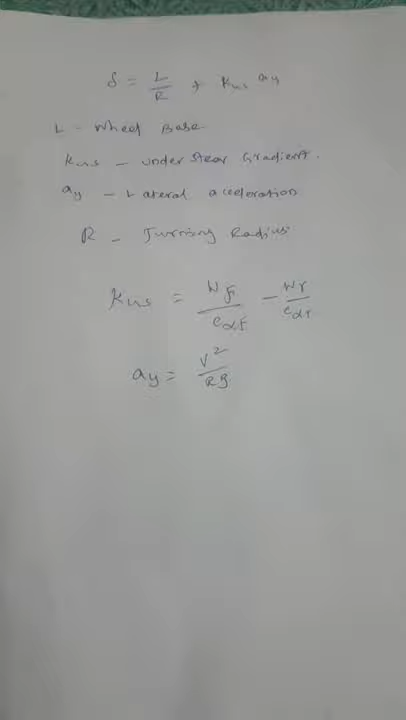 δ = L/R + Kus ay
L - Wheel Base
Kus - under stear Gradient.
ay - Lateral acceleration
R - Turning Radius
Kus = Wf/Cαf - Wr/Cαr
ay = V²/Rg